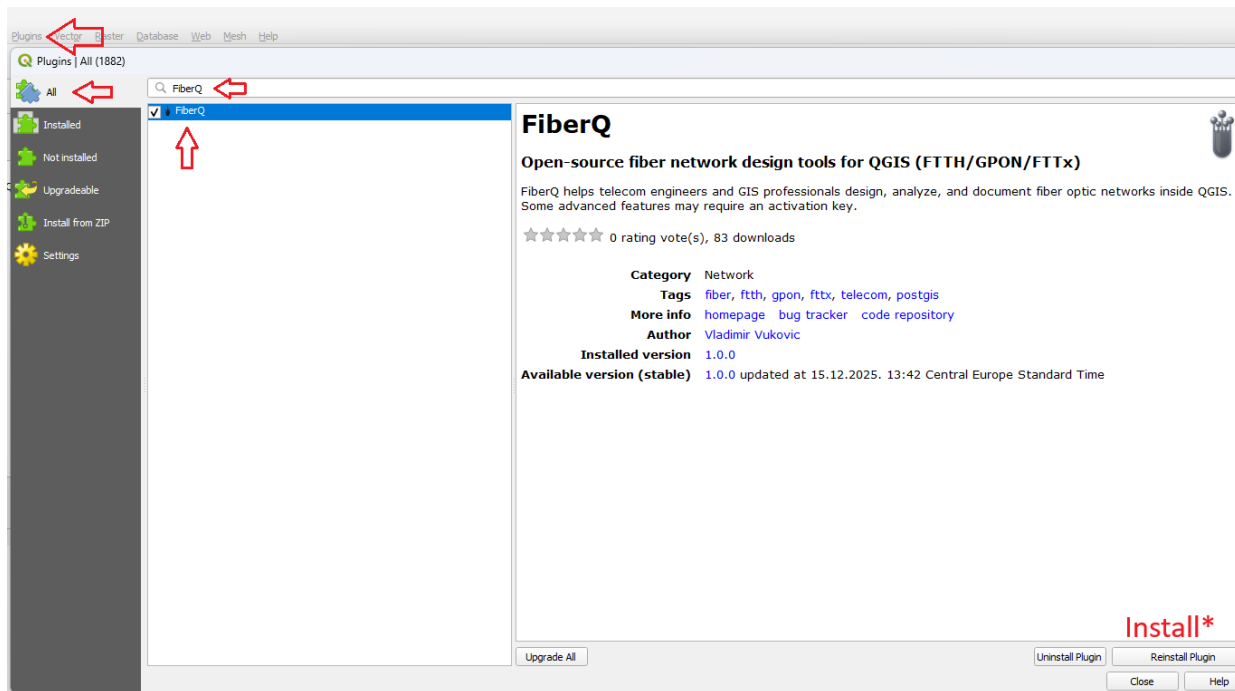 Plugins Vector Raster Database Web Mesh Help
Plugins | All (1882)
All
Installed
Not installed
Upgradeable
Install from ZIP
Settings
FiberQ
FiberQ
FiberQ
Open-source fiber network design tools for QGIS (FTTH/GPON/FTTx)
FiberQ helps telecom engineers and GIS professionals design, analyze, and document fiber optic networks inside QGIS.
Some advanced features may require an activation key.
0 rating vote(s), 83 downloads
Category Network
Tags fiber, ftth, gpon, fttx, telecom, postgis
More info homepage bug tracker code repository
Author Vladimir Vukovic
Installed version 1.0.0
Available version (stable) 1.0.0 updated at 15.12.2025. 13:42 Central Europe Standard Time
Install*
Upgrade All Uninstall Plugin Reinstall Plugin
Close Help